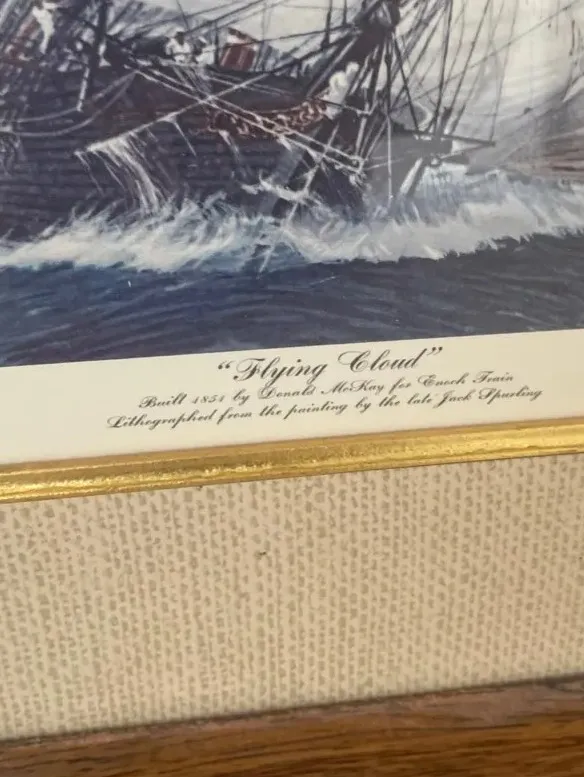 "Flying Cloud"
Built 1851 by Donald McKay for Enoch Train
Lithographed from the painting by the late Jack Spurling